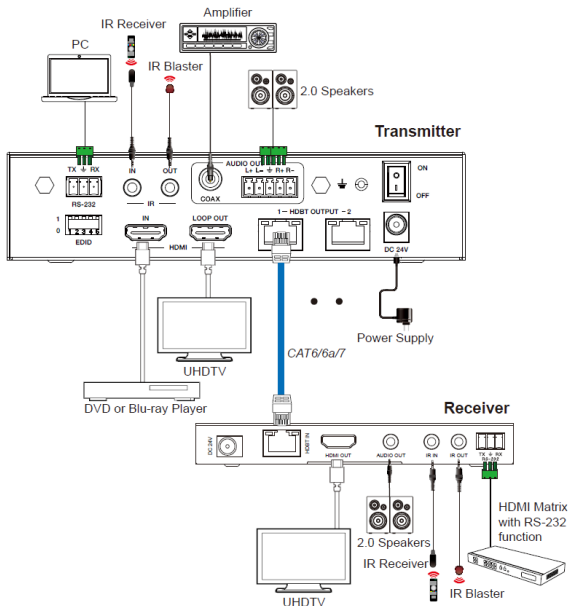 Amplifier
IR Receiver
PC
IR Blaster
2.0 Speakers
Transmitter
TX RX
RS-232
IN OUT
IR
AUDIO OUT
COAX
L+ L- R+ R-
ON
OFF
1
0
EDID
IN LOOP OUT
HDMI
1 – HDBT OUTPUT – 2
DC 24V
Power Supply
UHDTV
CAT6/6a/7
DVD or Blu-ray Player
Receiver
DC 24V
HDBT IN
HDMI OUT
AUDIO OUT
IR IN
IR OUT
TX RX
RS-232
HDMI Matrix
with RS-232
function
2.0 Speakers
IR Receiver
IR Blaster
UHDTV